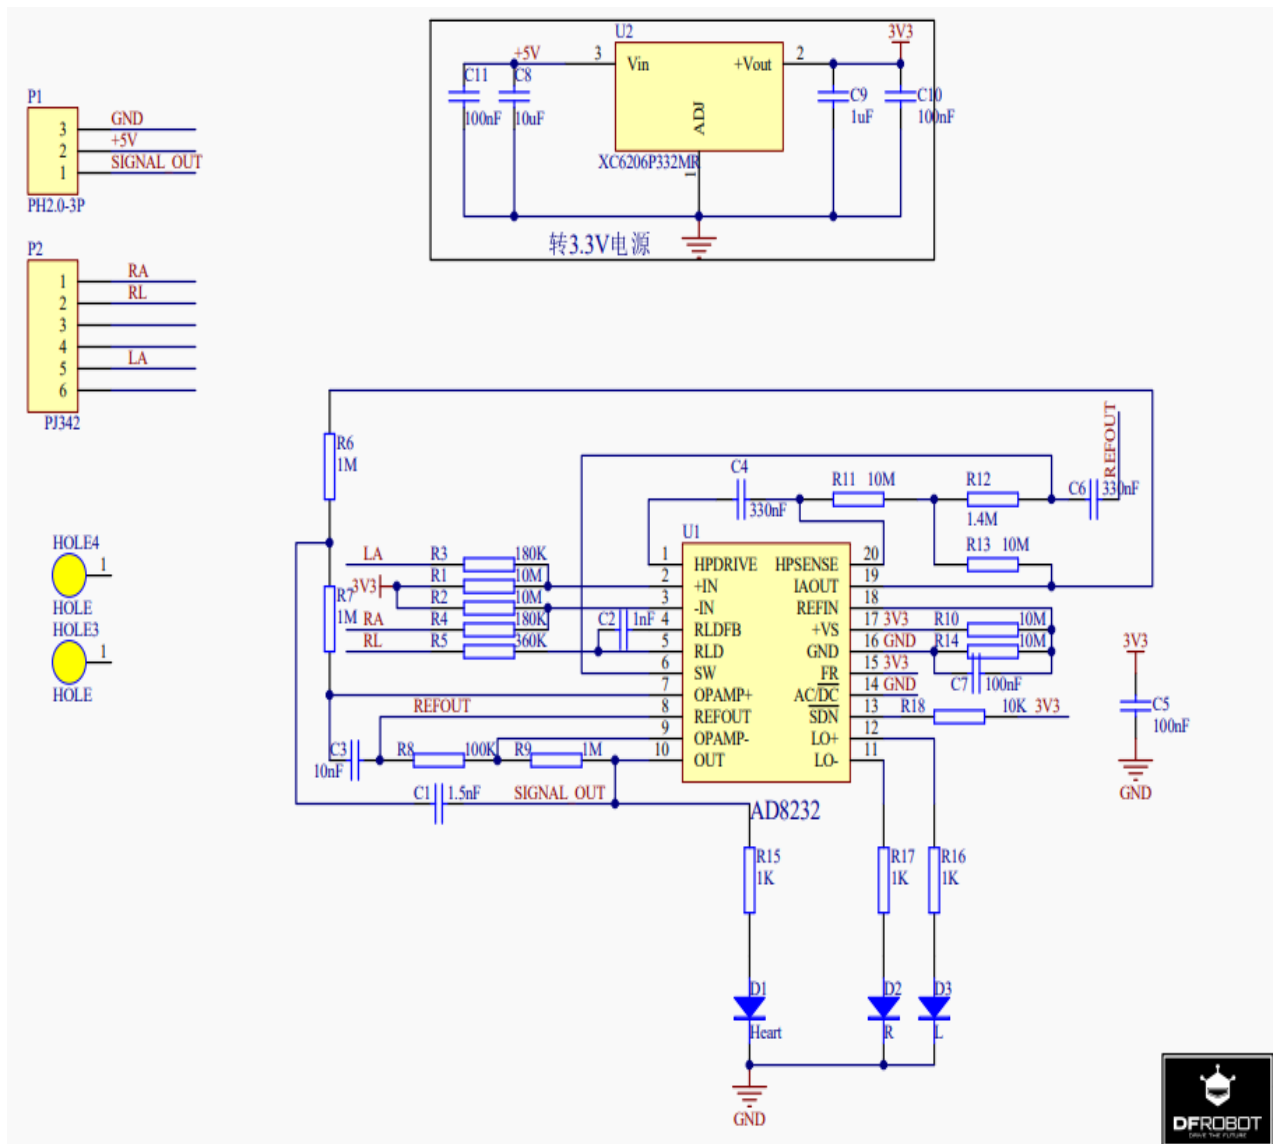 U2
+5V
3
Vin
+Vout
2
3V3
C11
100nF
C8
10uF
ADJ
1
C9
1uF
C10
100nF
XC6206P332MR
转3.3V电源
P1
3
GND
2
+5V
1
SIGNAL OUT
PH2.0-3P
P2
1
RA
2
RL
3
4
5
LA
6
PJ342
HOLE4
1
HOLE
HOLE3
1
HOLE
R6
1M
R7
1M
LA
R3
180K
3V3
R1
10M
R2
10M
RA
R4
180K
RL
R5
360K
C2
1nF
C4
330nF
R11 10M
R12
1.4M
R13 10M
C6
330nF
REFOUT
U1
1
HPDRIVE
HPSENSE
20
2
+IN
IAOUT
19
3
-IN
REFIN
18
4
RLDFB
+VS
17
3V3
R10
10M
5
RLD
GND
16
GND
R14
10M
6
SW
FR
15
3V3
C7
100nF
7
OPAMP+
AC/DC
14
GND
8
REFOUT
SDN
13
R18
10K
3V3
9
OPAMP-
LO+
12
10
OUT
LO-
11
AD8232
REFOUT
C3
10nF
R8
100K
R9
1M
C1
1.5nF
SIGNAL OUT
3V3
C5
100nF
GND
R15
1K
R17
1K
R16
1K
D1
Heart
D2
R
D3
L
GND
DFROBOT
DRIVE THE FUTURE